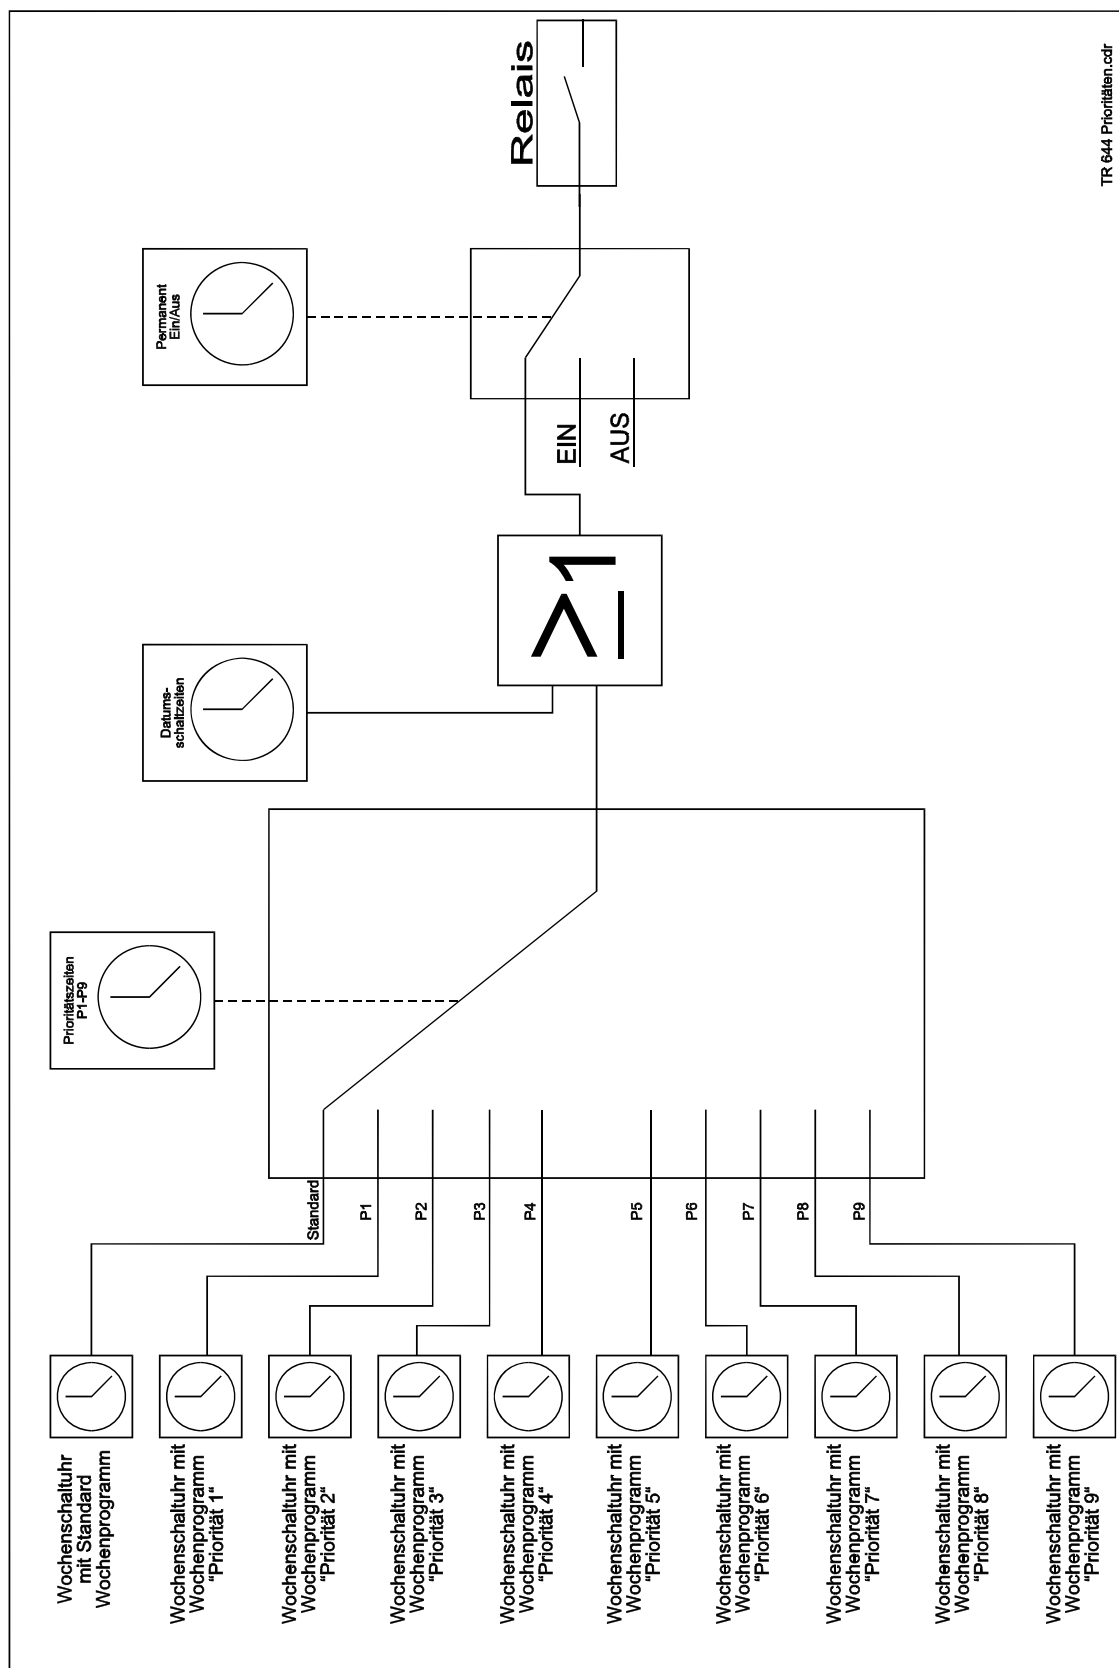 Wochenschaltuhr
mit Standard
Wochenprogramm
Wochenschaltuhr mit
Wochenprogramm
"Priorität 1"
Wochenschaltuhr mit
Wochenprogramm
"Priorität 2"
Wochenschaltuhr mit
Wochenprogramm
"Priorität 3"
Wochenschaltuhr mit
Wochenprogramm
"Priorität 4"
Wochenschaltuhr mit
Wochenprogramm
"Priorität 5"
Wochenschaltuhr mit
Wochenprogramm
"Priorität 6"
Wochenschaltuhr mit
Wochenprogramm
"Priorität 7"
Wochenschaltuhr mit
Wochenprogramm
"Priorität 8"
Wochenschaltuhr mit
Wochenprogramm
"Priorität 9"
Standard
P1
P2
P3
P4
P5
P6
P7
P8
P9
Prioritätszeiten
P1-P9
Datums-
schaltzeiten
≥1
Permanent
Ein/Aus
EIN
AUS
Relais
TR 644 Prioritäten.cdr